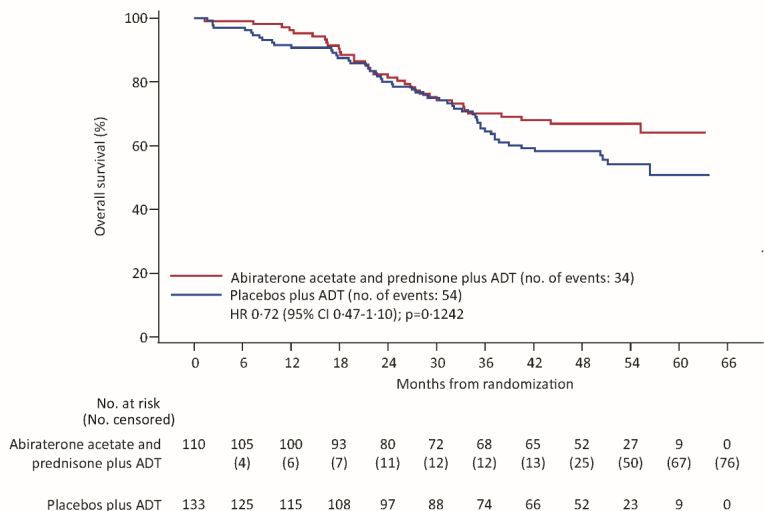 100
80
60
40
20
0
Overall survival (%)
Abiraterone acetate and prednisone plus ADT (no. of events: 34)
Placebos plus ADT (no. of events: 54)
HR 0·72 (95% CI 0·47-1·10); p=0·1242
0 6 12 18 24 30 36 42 48 54 60 66
Months from randomization
No. at risk
(No. censored)
Abiraterone acetate and 110 105 100 93 80 72 68 65 52 27 9 0
prednisone plus ADT (4) (6) (7) (11) (12) (12) (13) (25) (50) (67) (76)
Placebos plus ADT 133 125 115 108 97 88 74 66 52 23 9 0